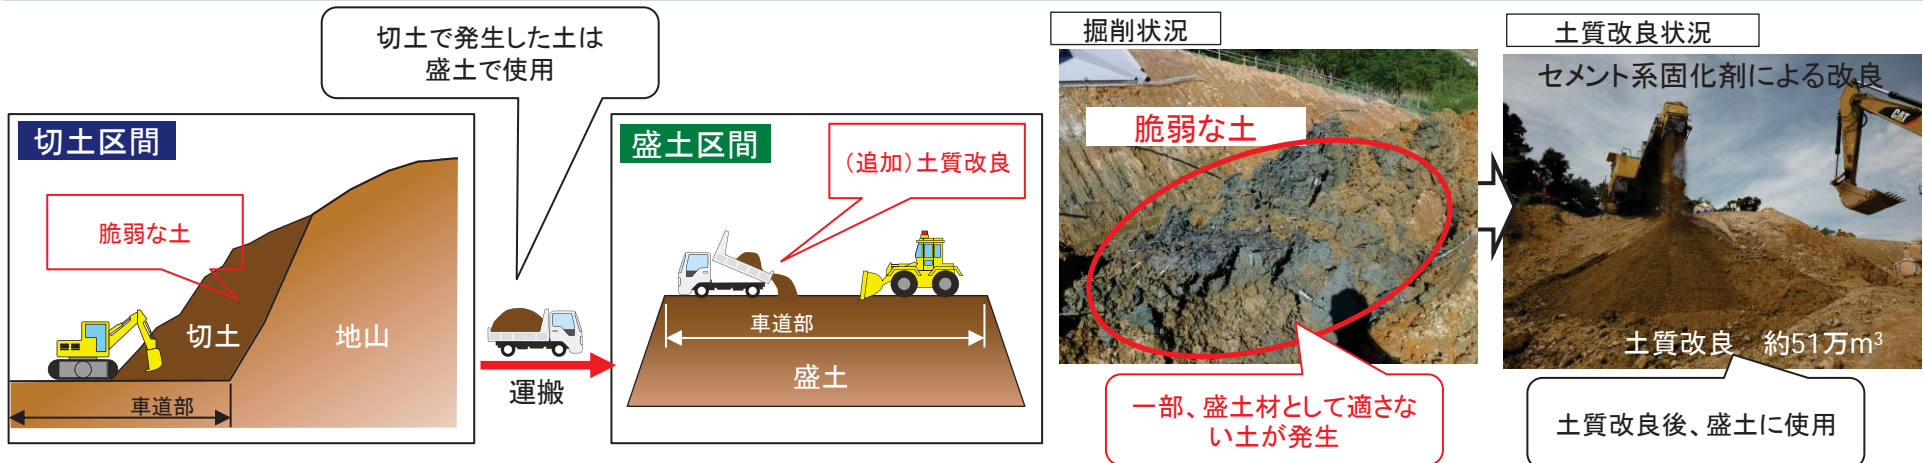 切土で発生した土は
盛土で使用
切土区間
脆弱な土
切土
地山
車道部
運搬
盛土区間
（追加）土質改良
車道部
盛土
掘削状況
脆弱な土
一部、盛土材として適さな
い土が発生
土質改良状況
セメント系固化剤による改良
CAT
土質改良　約51万m³
土質改良後、盛土に使用